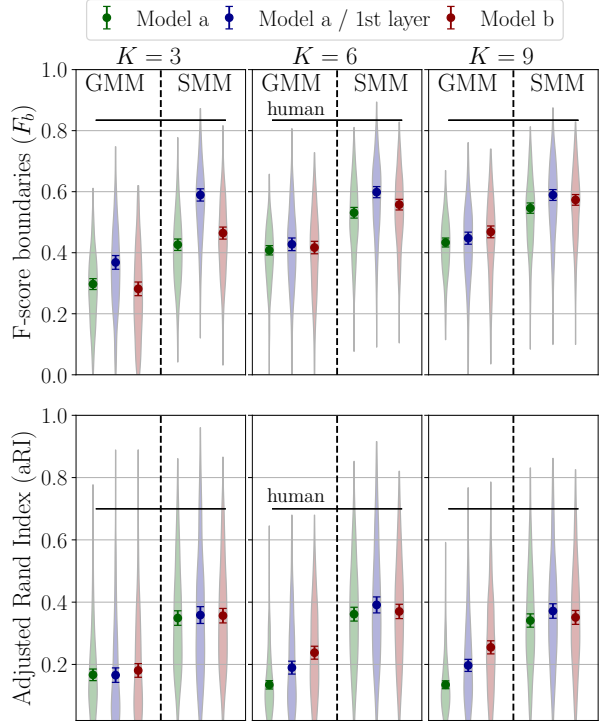 Model a Model a / 1st layer Model b
K = 3 K = 6 K = 9
F-score boundaries (F_b)
1.0
0.8
0.6
0.4
0.2
0.0
GMM SMM GMM SMM GMM SMM
human
Adjusted Rand Index (aRI)
1.0
0.8
0.6
0.4
0.2
human